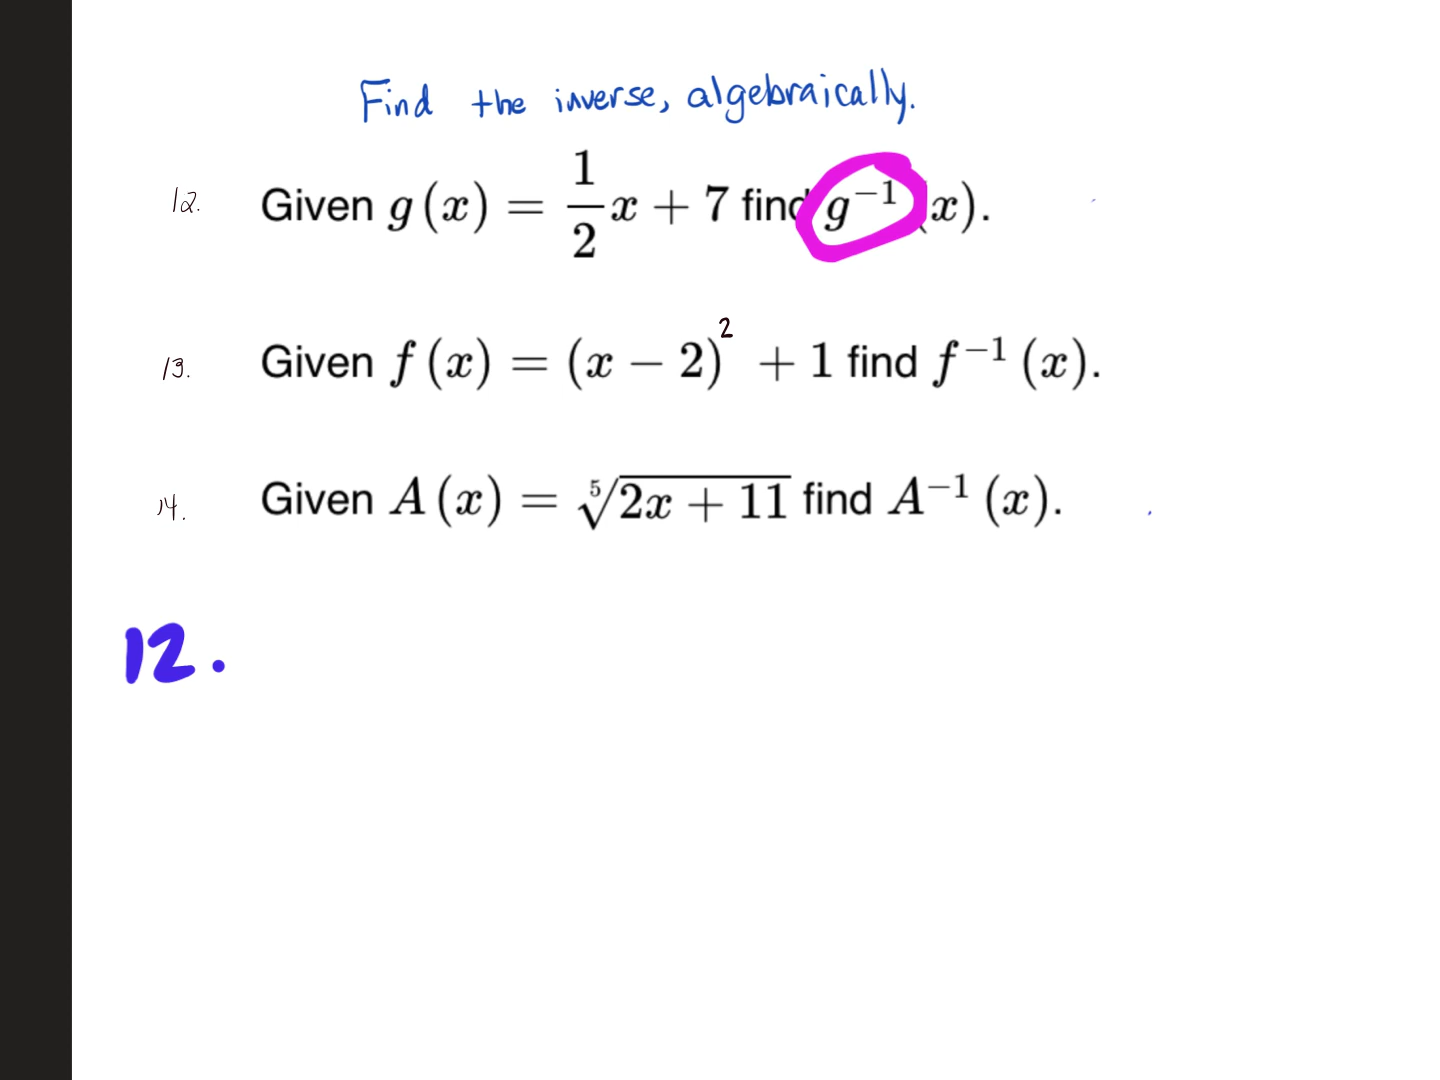 Find the inverse, algebraically.
12. Given g(x) = 1/2 x + 7 find g⁻¹(x).
13. Given f(x) = (x − 2)² + 1 find f⁻¹(x).
14. Given A(x) = ⁵√(2x + 11) find A⁻¹(x).
12.